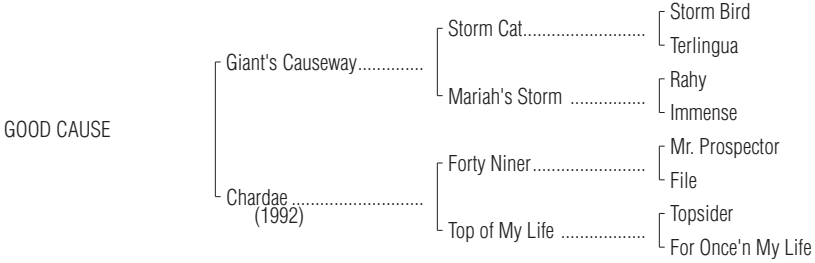 Storm Bird
Storm Cat........................
Terlingua
Giant's Causeway.............
Rahy
Mariah's Storm ...............
Immense
GOOD CAUSE
Mr. Prospector
Forty Niner......................
File
Chardae .........................
(1992)
Topsider
Top of My Life .................
For Once'n My Life